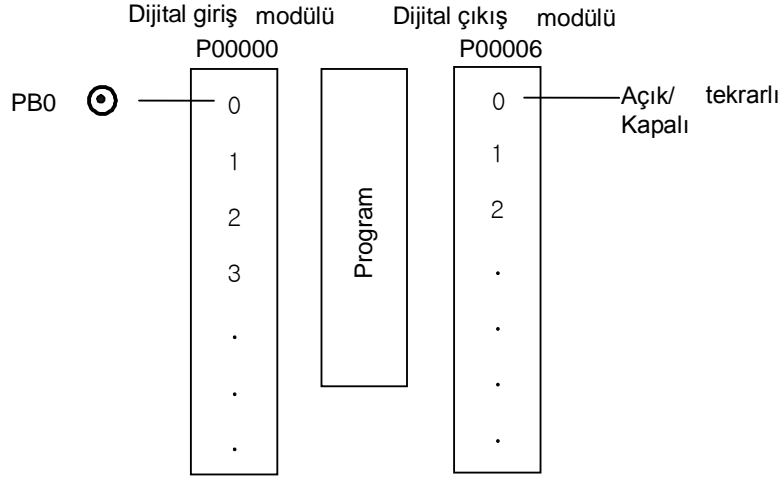 Dijital giriş modülü Dijital çıkış modülü
P00000 P00006
PB0 0 0 Açık/ tekrarlı
Kapalı
1 1
2 2
3 .
. .
. .
. .
Program